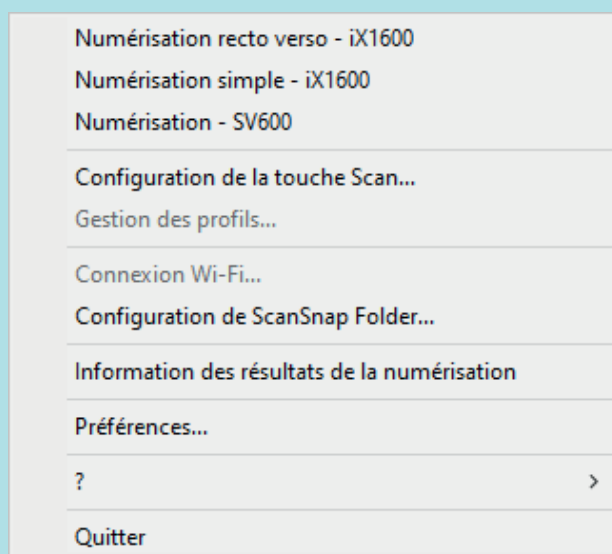 Numérisation recto verso - iX1600
Numérisation simple - iX1600
Numérisation - SV600
Configuration de la touche Scan...
Gestion des profils...
Connexion Wi-Fi...
Configuration de ScanSnap Folder...
Information des résultats de la numérisation
Préférences...
?
Quitter